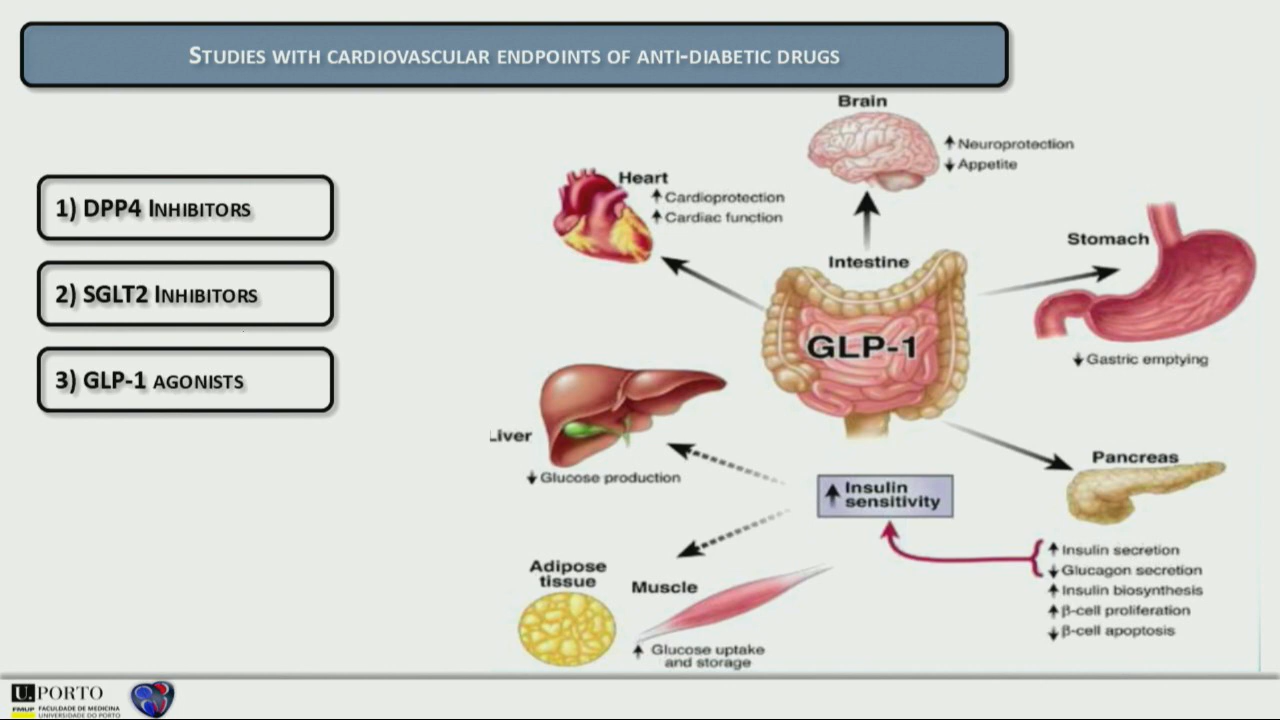 STUDIES WITH CARDIOVASCULAR ENDPOINTS OF ANTI-DIABETIC DRUGS
1) DPP4 INHIBITORS
2) SGLT2 INHIBITORS
3) GLP-1 AGONISTS
Brain
↑ Neuroprotection
↓ Appetite
Heart
↑ Cardioprotection
↑ Cardiac function
Stomach
↓ Gastric emptying
Intestine
GLP-1
Liver
↓ Glucose production
Pancreas
↑ Insulin
sensitivity
↑ Insulin secretion
↓ Glucagon secretion
↑ Insulin biosynthesis
↑ β-cell proliferation
↓ β-cell apoptosis
Adipose
tissue
Muscle
↑ Glucose uptake
and storage
U. PORTO
FMUP FACULDADE DE MEDICINA
UNIVERSIDADE DO PORTO